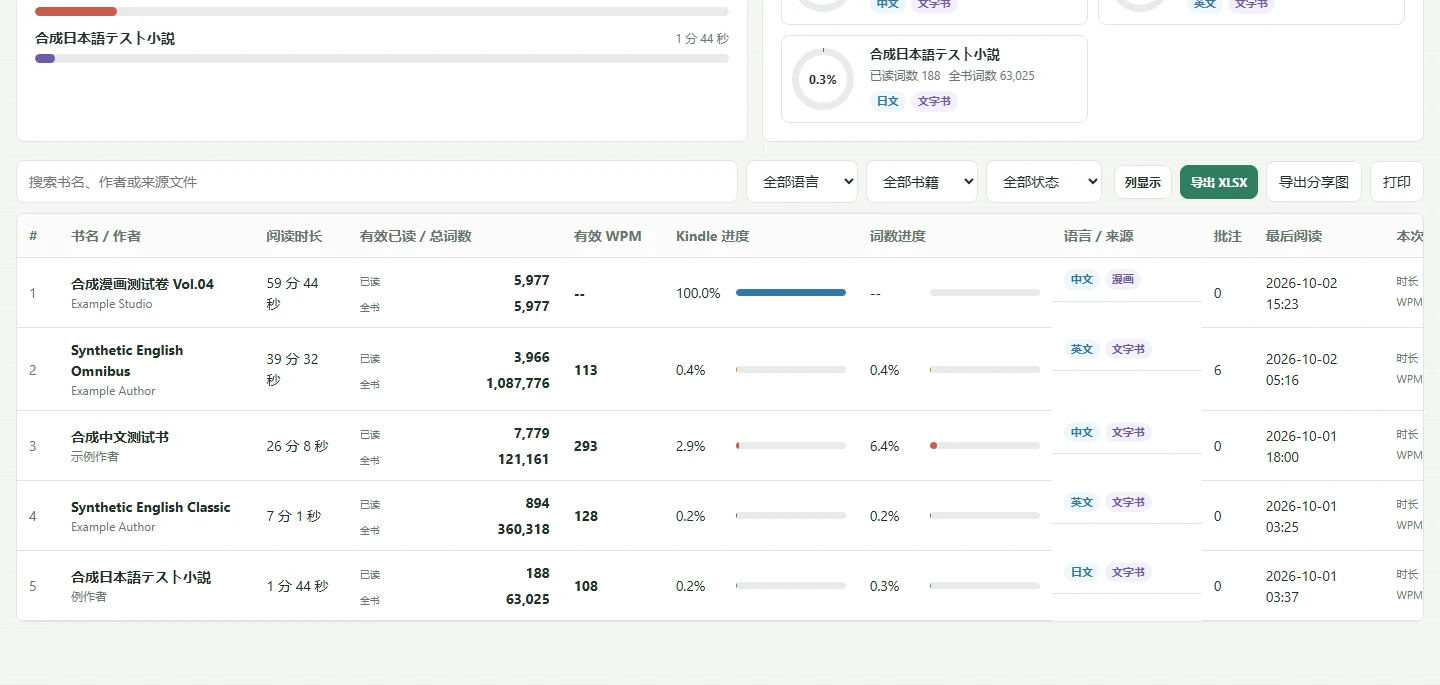 中文 文字书
英文 文字书
合成日本語テスト小説 1 分 44 秒
0.3%
合成日本語テスト小説
已读词数 188 全书词数 63,025
日文 文字书
搜索书名、作者或来源文件 全部语言 全部书籍 全部状态 列显示 导出 XLSX 导出分享图 打印
# 书名 / 作者 阅读时长 有效已读 / 总词数 有效 WPM Kindle 进度 词数进度 语言 / 来源 批注 最后阅读 本次
1 合成漫画测试卷 Vol.04 Example Studio 59 分 44 秒 已读 5,977 全书 5,977 -- 100.0% -- 中文 漫画 0 2026-10-02 15:23 时长 WPM
2 Synthetic English Omnibus Example Author 39 分 32 秒 已读 3,966 全书 1,087,776 113 0.4% 0.4% 英文 文字书 6 2026-10-02 05:16 时长 WPM
3 合成中文测试书 示例作者 26 分 8 秒 已读 7,779 全书 121,161 293 2.9% 6.4% 中文 文字书 0 2026-10-01 18:00 时长 WPM
4 Synthetic English Classic Example Author 7 分 1 秒 已读 894 全书 360,318 128 0.2% 0.2% 英文 文字书 0 2026-10-01 03:25 时长 WPM
5 合成日本語テスト小説 例作者 1 分 44 秒 已读 188 全书 63,025 108 0.2% 0.3% 日文 文字书 0 2026-10-01 03:37 时长 WPM